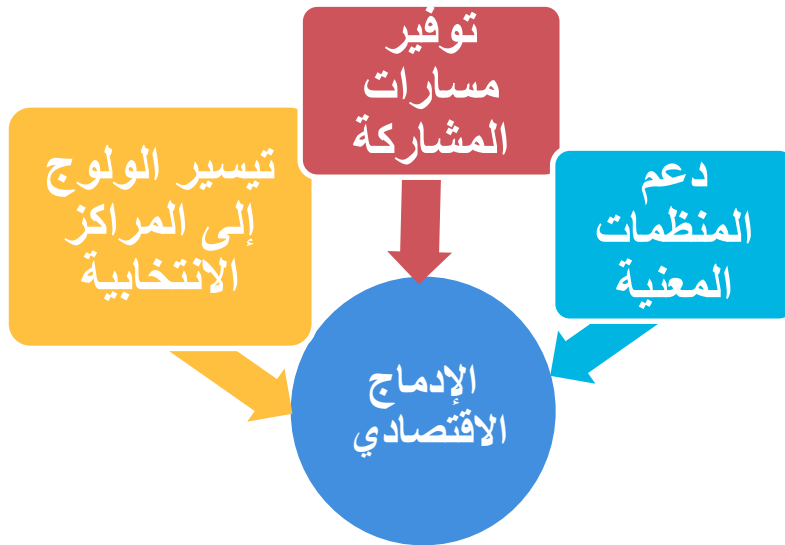 توفير
مسارات
المشاركة
دعم
المنظمات
المعنية
تيسير الولوج
إلى المراكز
الانتخابية
الإدماج
الاقتصادي